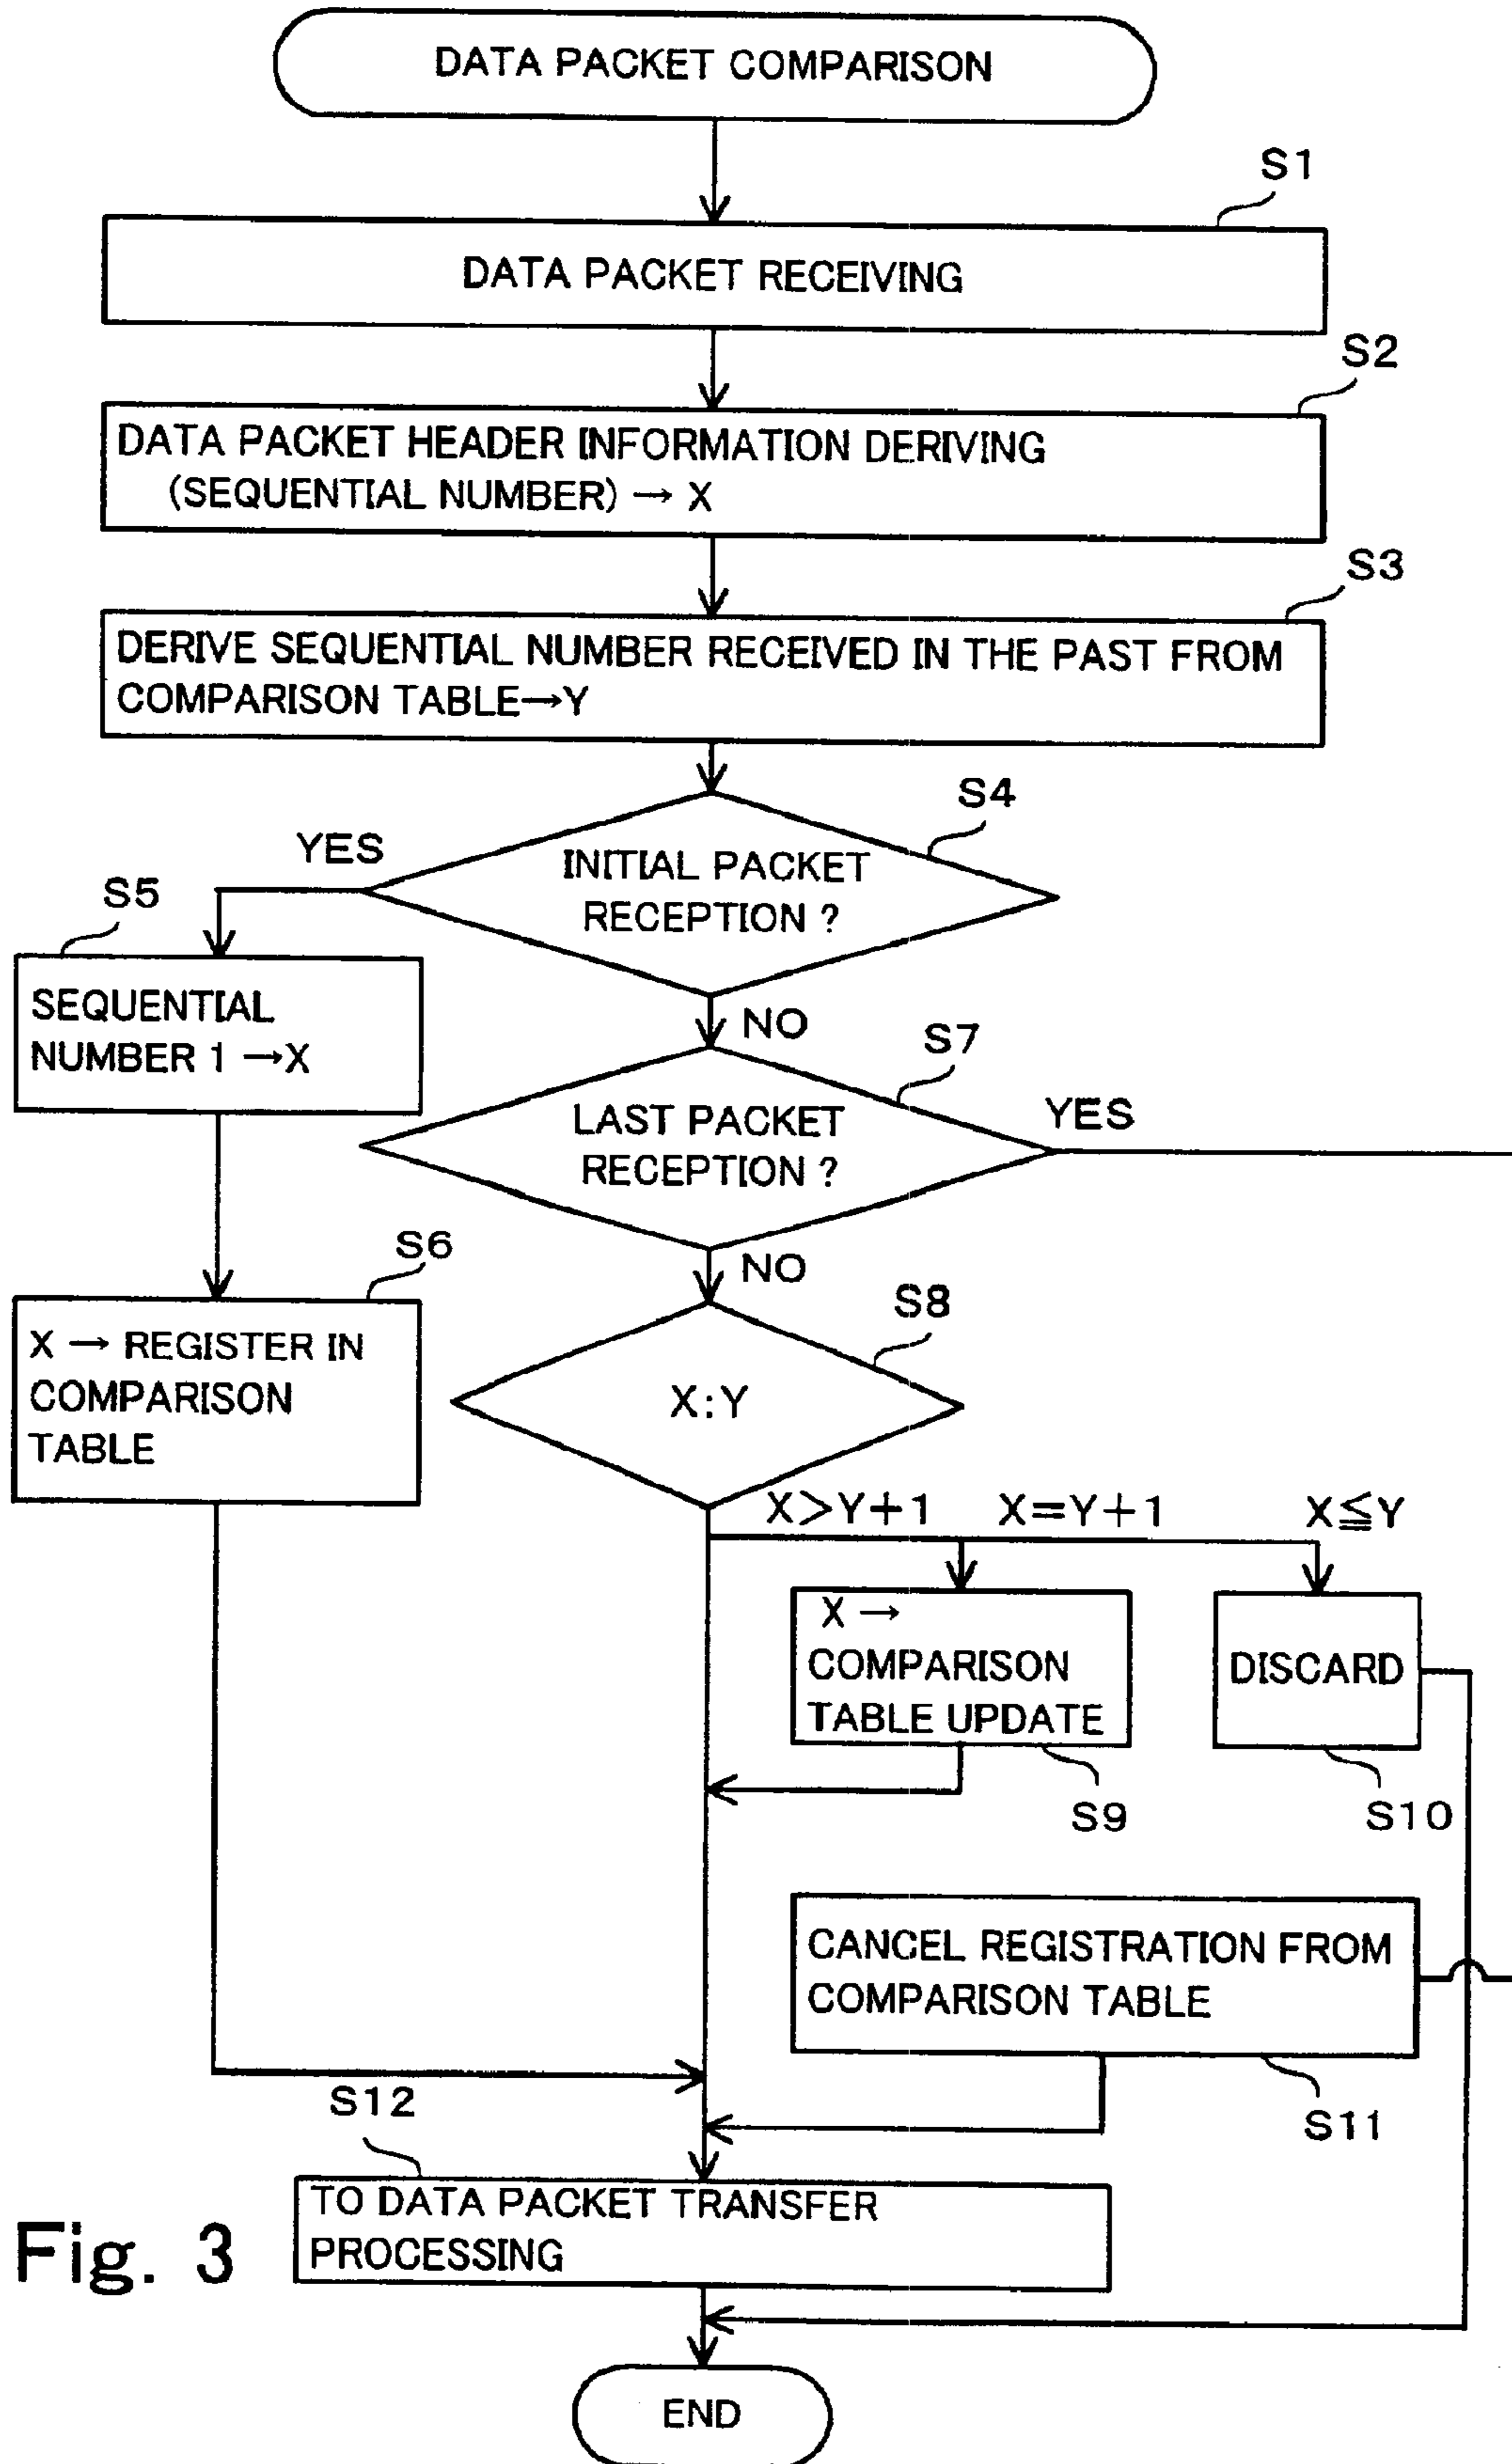 DATA PACKET COMPARISON
S1
DATA PACKET RECEIVING
S2
DATA PACKET HEADER INFORMATION DERIVING
(SEQUENTIAL NUMBER) → X
S3
DERIVE SEQUENTIAL NUMBER RECEIVED IN THE PAST FROM
COMPARISON TABLE→Y
S4
YES
INITIAL PACKET
RECEPTION ?
S5
SEQUENTIAL
NUMBER 1 →X
NO
S7
LAST PACKET
RECEPTION ?
YES
S6
X → REGISTER IN
COMPARISON
TABLE
NO
S8
X:Y
X>Y+1
X=Y+1
X≦Y
X →
COMPARISON
TABLE UPDATE
DISCARD
S9
S10
CANCEL REGISTRATION FROM
COMPARISON TABLE
S11
S12
TO DATA PACKET TRANSFER
PROCESSING
Fig. 3
END